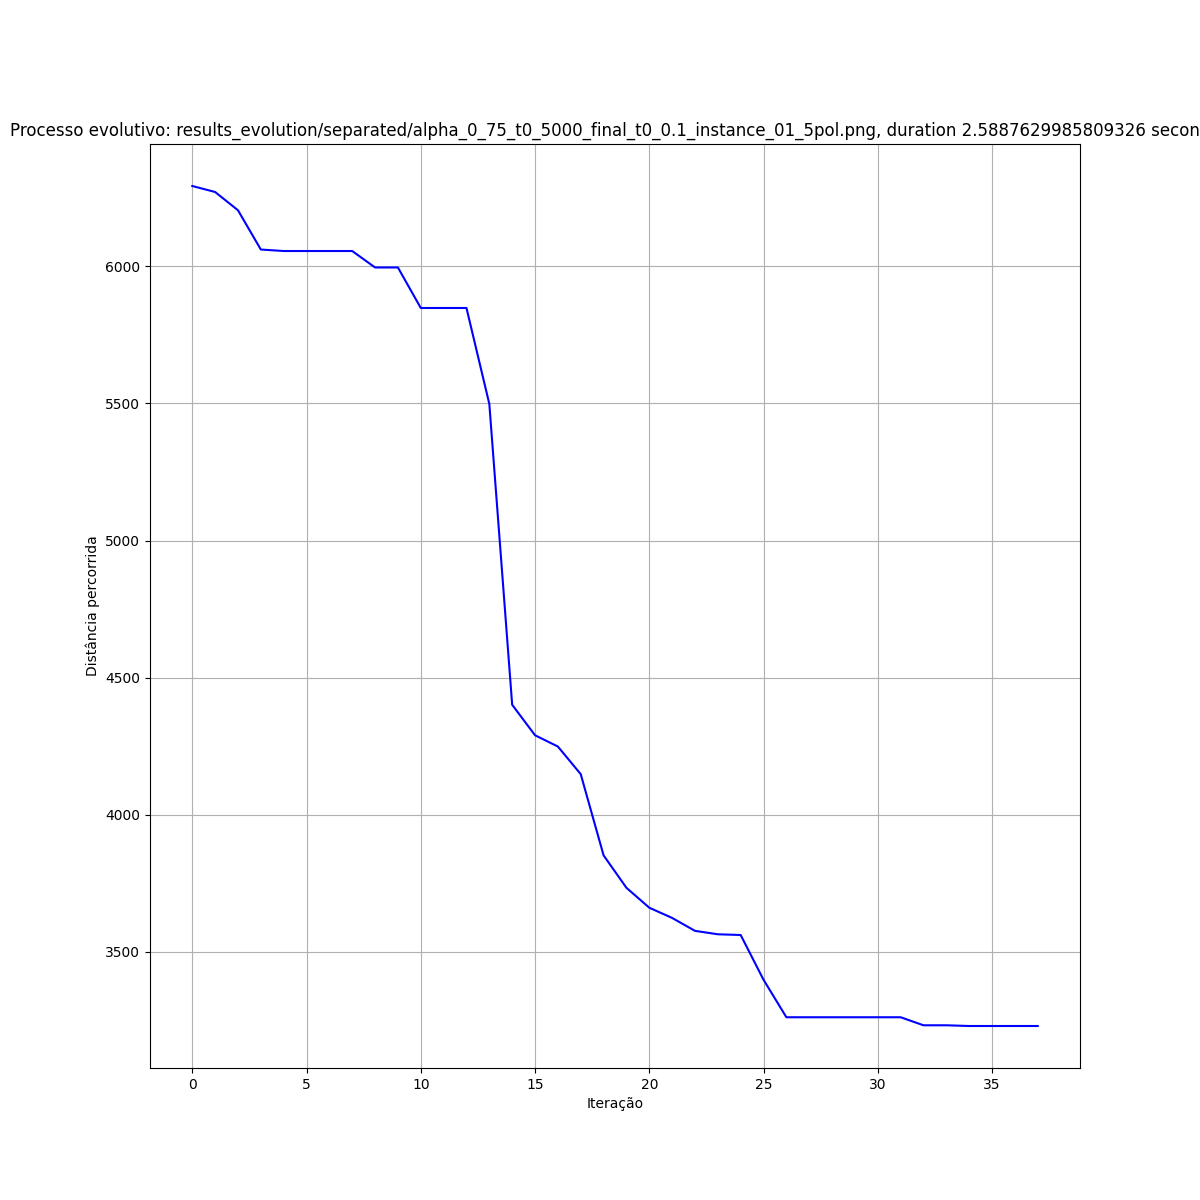 Processo evolutivo: results_evolution/separated/alpha_0_75_t0_5000_final_t0_0.1_instance_01_5pol.png, duration 2.5887629985809326 secon
6000
5500
5000
4500
4000
3500
Distância percorrida
0 5 10 15 20 25 30 35
Iteração